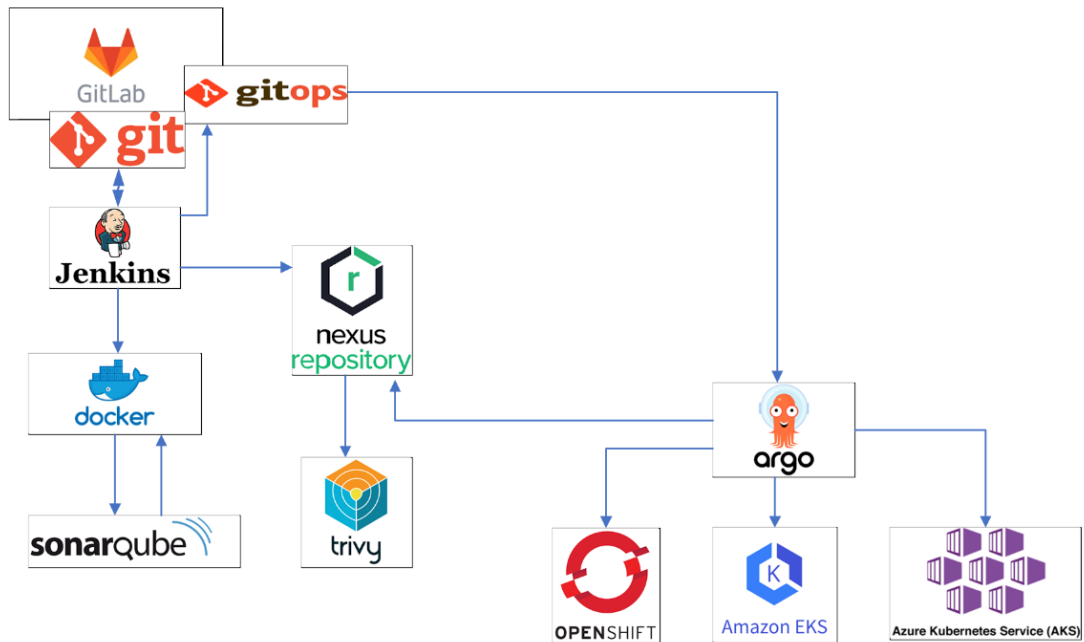 GitLab
gitops
git
Jenkins
r
nexus
repository
docker
argo
trivy
sonarqube
OPENSHIFT
K
Amazon EKS
Azure Kubernetes Service (AKS)